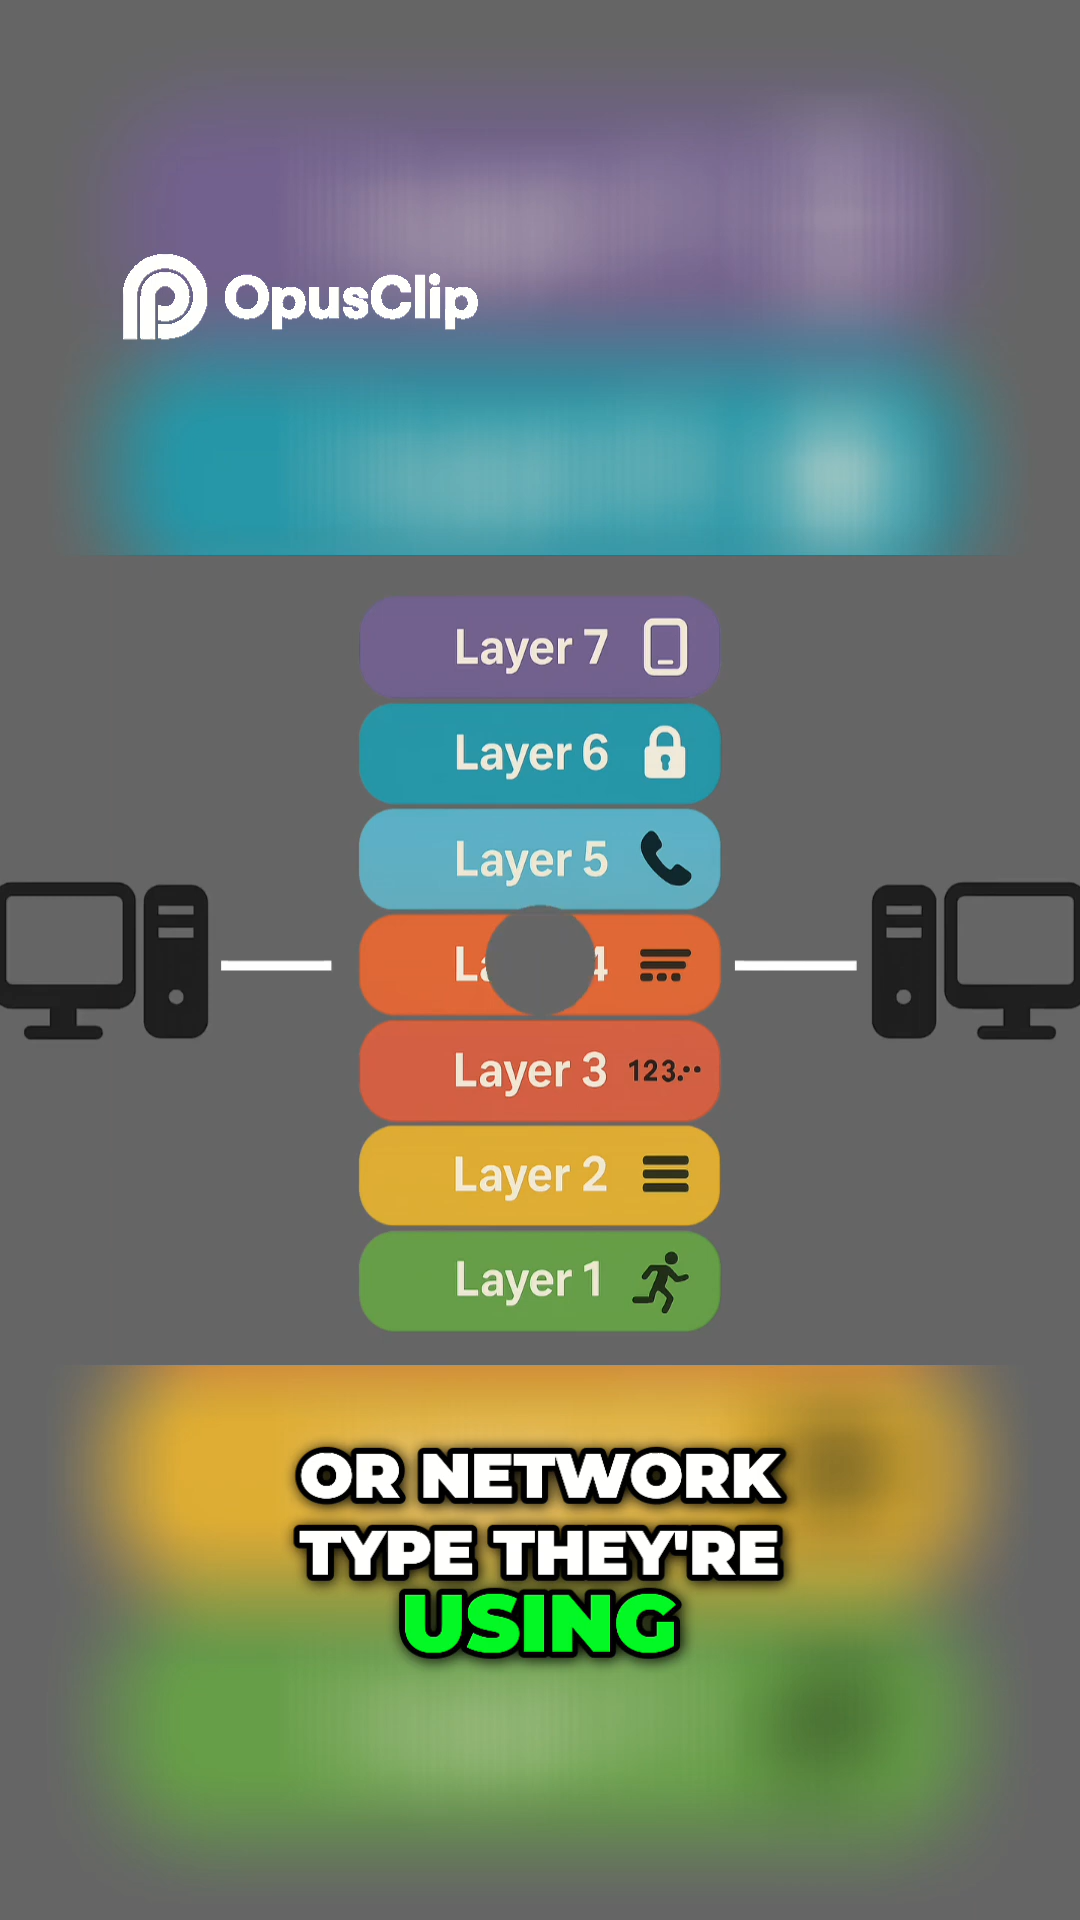 OpusClip
Layer 7
Layer 6
Layer 5
4
Layer 3 123.••
Layer 2
Layer 1
OR NETWORK
TYPE THEY'RE
USING